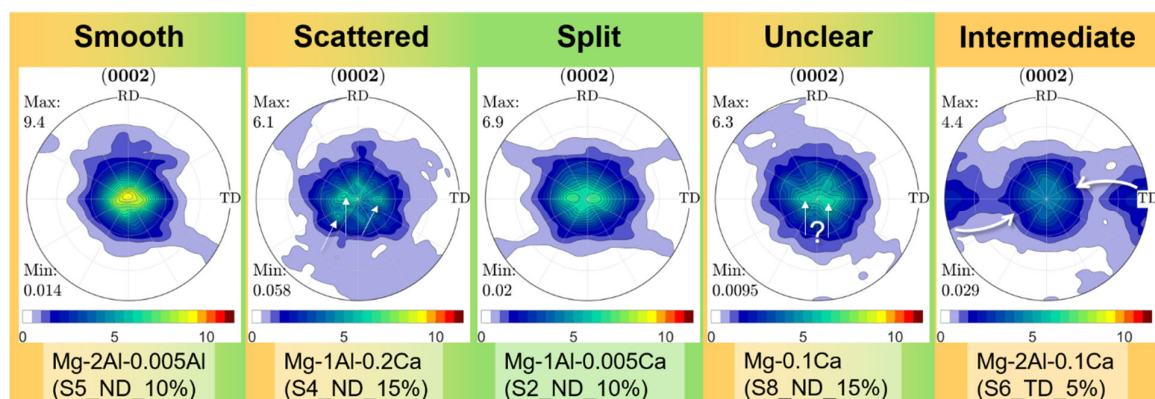 Smooth
Scattered
Split
Unclear
Intermediate
(0002)
RD
Max:
9.4
TD
Min:
0.014
0
5
10
Mg-2Al-0.005Al
(S5_ND_10%)
(0002)
RD
Max:
6.1
TD
Min:
0.058
0
5
10
Mg-1Al-0.2Ca
(S4_ND_15%)
(0002)
RD
Max:
6.9
TD
Min:
0.02
0
5
10
Mg-1Al-0.005Ca
(S2_ND_10%)
(0002)
RD
Max:
6.3
TD
?
Min:
0.0095
0
5
10
Mg-0.1Ca
(S8_ND_15%)
(0002)
RD
Max:
4.4
TD
Min:
0.029
0
5
10
Mg-2Al-0.1Ca
(S6_TD_5%)